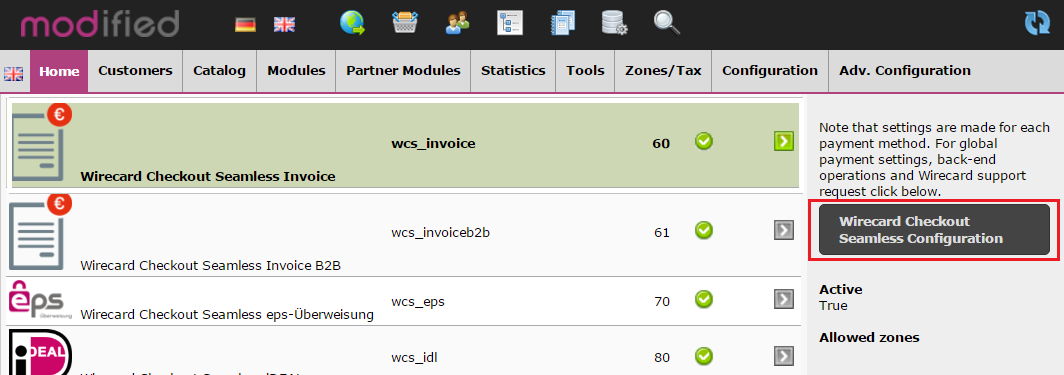 modified
Home Customers Catalog Modules Partner Modules Statistics Tools Zones/Tax Configuration Adv. Configuration
€
wcs_invoice 60
Wirecard Checkout Seamless Invoice
€
wcs_invoiceb2b 61
Wirecard Checkout Seamless Invoice B2B
eps
Überweisung
wcs_eps 70
Wirecard Checkout Seamless eps-Überweisung
iDEAL
wcs_idl 80
Note that settings are made for each
payment method. For global
payment settings, back-end
operations and Wirecard support
request click below.
Wirecard Checkout
Seamless Configuration
Active
True
Allowed zones